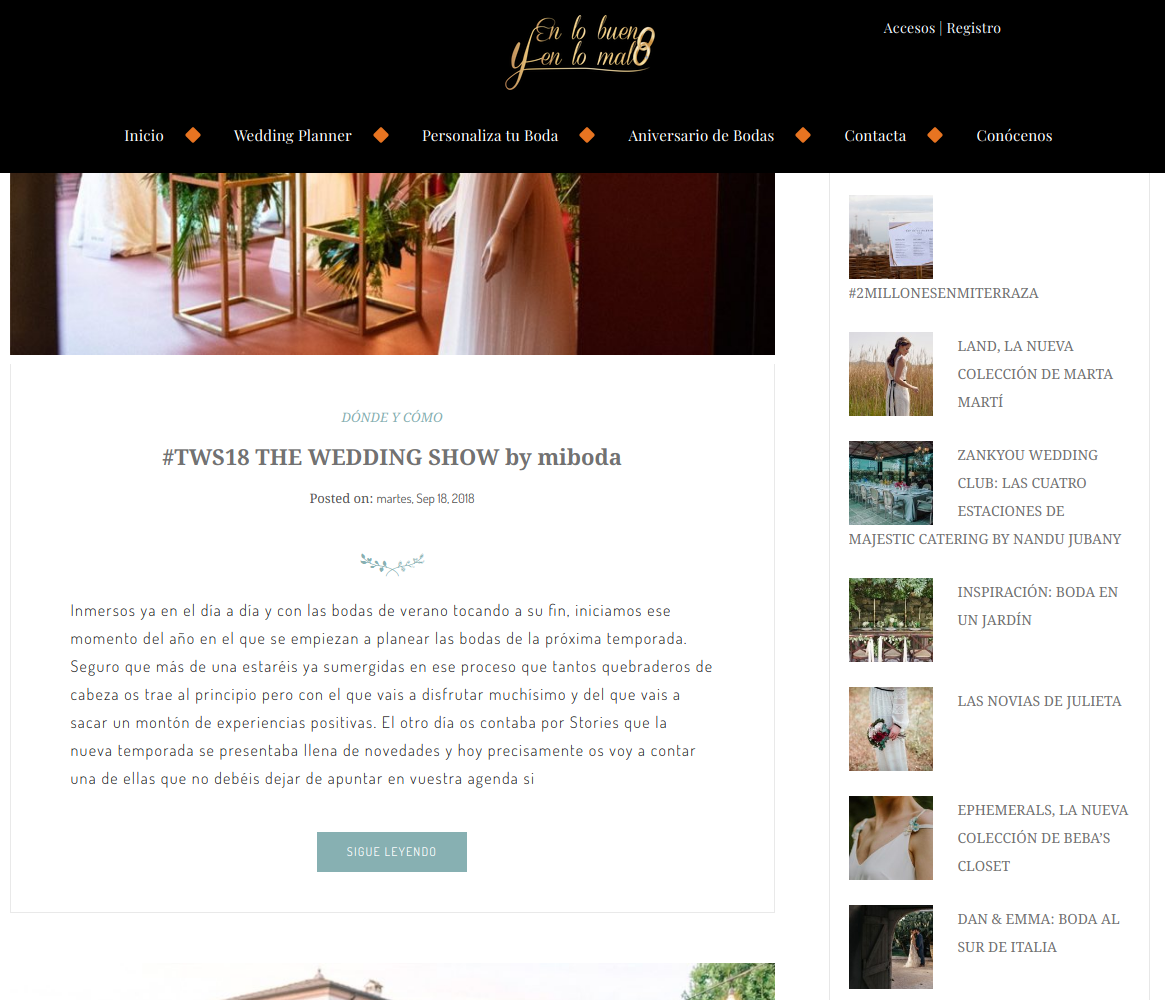 En lo bueno
Y en lo malo
Accesos | Registro
Inicio
Wedding Planner
Personaliza tu Boda
Aniversario de Bodas
Contacta
Conócenos
DÓNDE Y CÓMO
#TWS18 THE WEDDING SHOW by miboda
Posted on: martes, Sep 18, 2018
Inmersos ya en el dia a día y con las bodas de verano tocando a su fin, iniciamos ese
momento del año en el que se empiezan a planear las bodas de la próxima temporada.
Seguro que más de una estaréis ya sumergidas en ese proceso que tantos quebraderos de
cabeza os trae al principio pero con el que vais a disfrutar muchísimo y del que vais a
sacar un montón de experiencias positivas. El otro día os contaba por Stories que la
nueva temporada se presentaba llena de novedades y hoy precisamente os voy a contar
una de ellas que no debéis dejar de apuntar en vuestra agenda si
SIGUE LEYENDO
#2MILLONESENMITERRAZA
LAND, LA NUEVA
COLECCIÓN DE MARTA
MARTÍ
ZANKYOU WEDDING
CLUB: LAS CUATRO
ESTACIONES DE
MAJESTIC CATERING BY NANDU JUBANY
INSPIRACIÓN: BODA EN
UN JARDÍN
LAS NOVIAS DE JULIETA
EPHEMERALS, LA NUEVA
COLECCIÓN DE BEBA’S
CLOSET
DAN & EMMA: BODA AL
SUR DE ITALIA